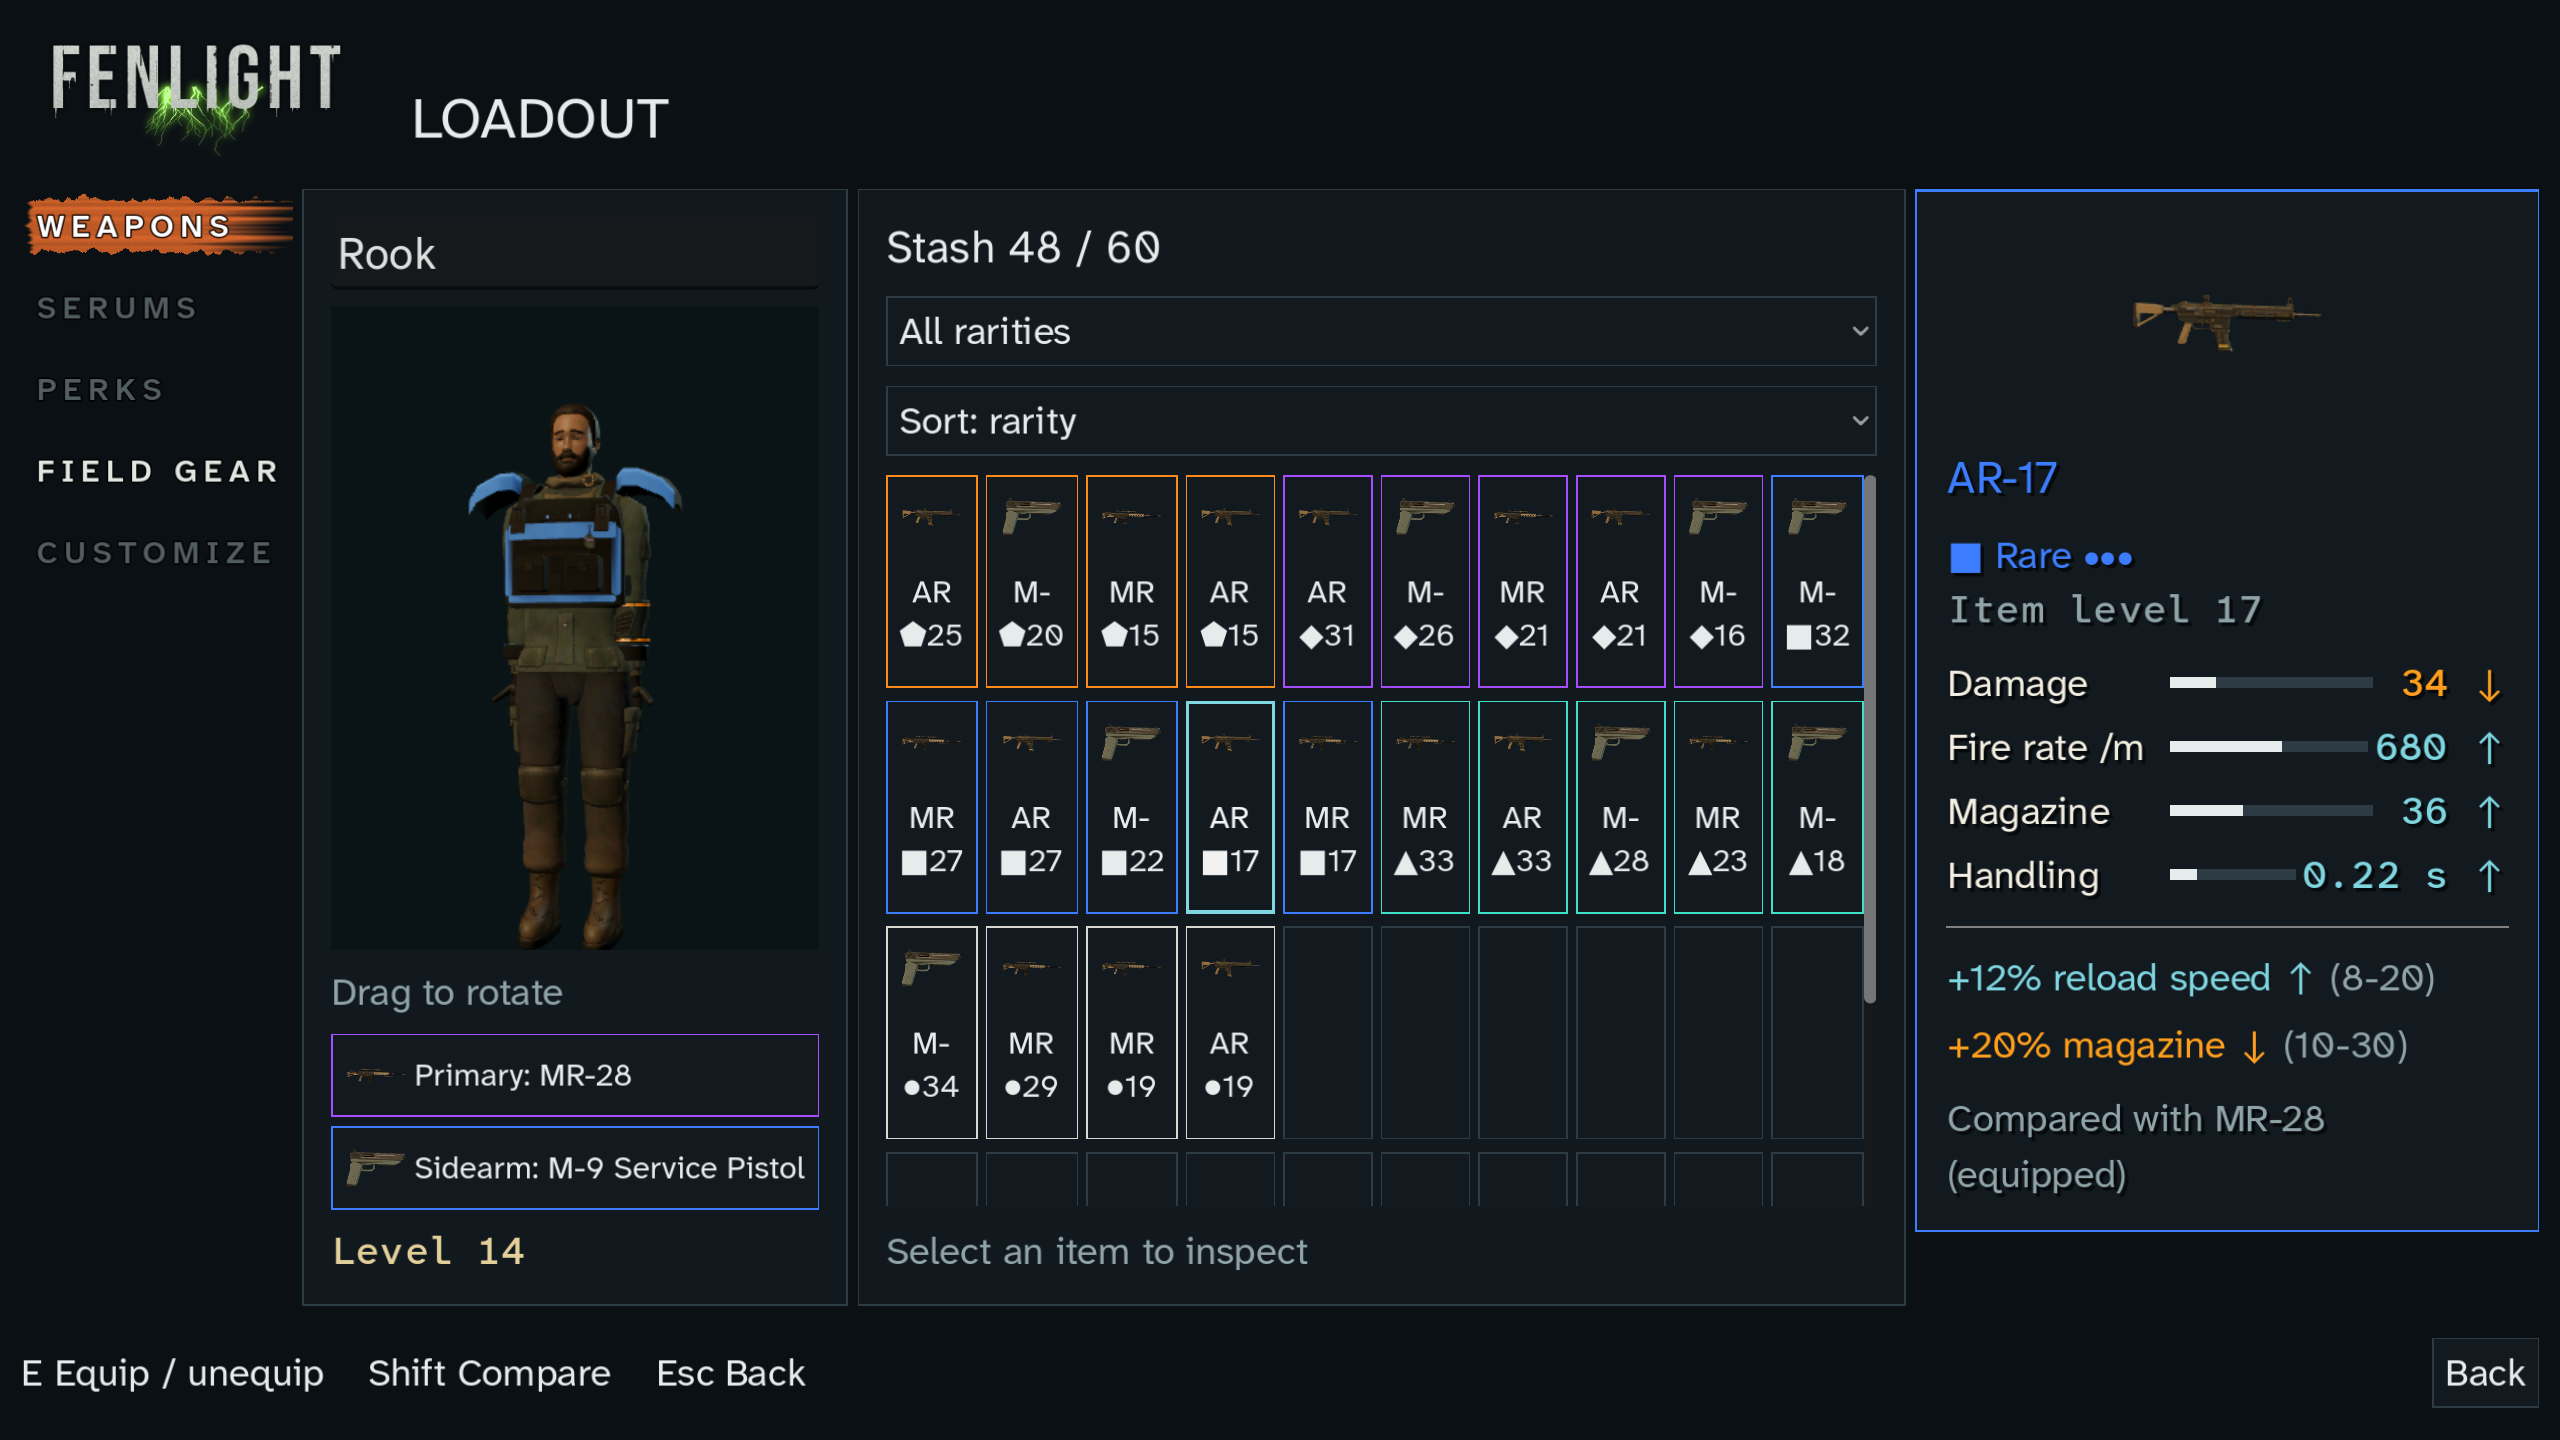 FENLIGHT
LOADOUT
WEAPONS
SERUMS
PERKS
FIELD GEAR
CUSTOMIZE
Rook
Drag to rotate
Primary: MR-28
Sidearm: M-9 Service Pistol
Level 14
Stash 48 / 60
All rarities
Sort: rarity
AR M- MR AR AR M- MR AR M- M-
⬟25 ⬟20 ⬟15 ⬟15 ◆31 ◆26 ◆21 ◆21 ◆16 ■32
MR AR M- AR MR MR AR M- MR M-
■27 ■27 ■22 ■17 ■17 ▲33 ▲33 ▲28 ▲23 ▲18
M- MR MR AR
●34 ●29 ●19 ●19
Select an item to inspect
AR-17
■ Rare •••
Item level 17
Damage 34 ↓
Fire rate /m 680 ↑
Magazine 36 ↑
Handling 0.22 s ↑
+12% reload speed ↑ (8-20)
+20% magazine ↓ (10-30)
Compared with MR-28
(equipped)
E Equip / unequip Shift Compare Esc Back
Back